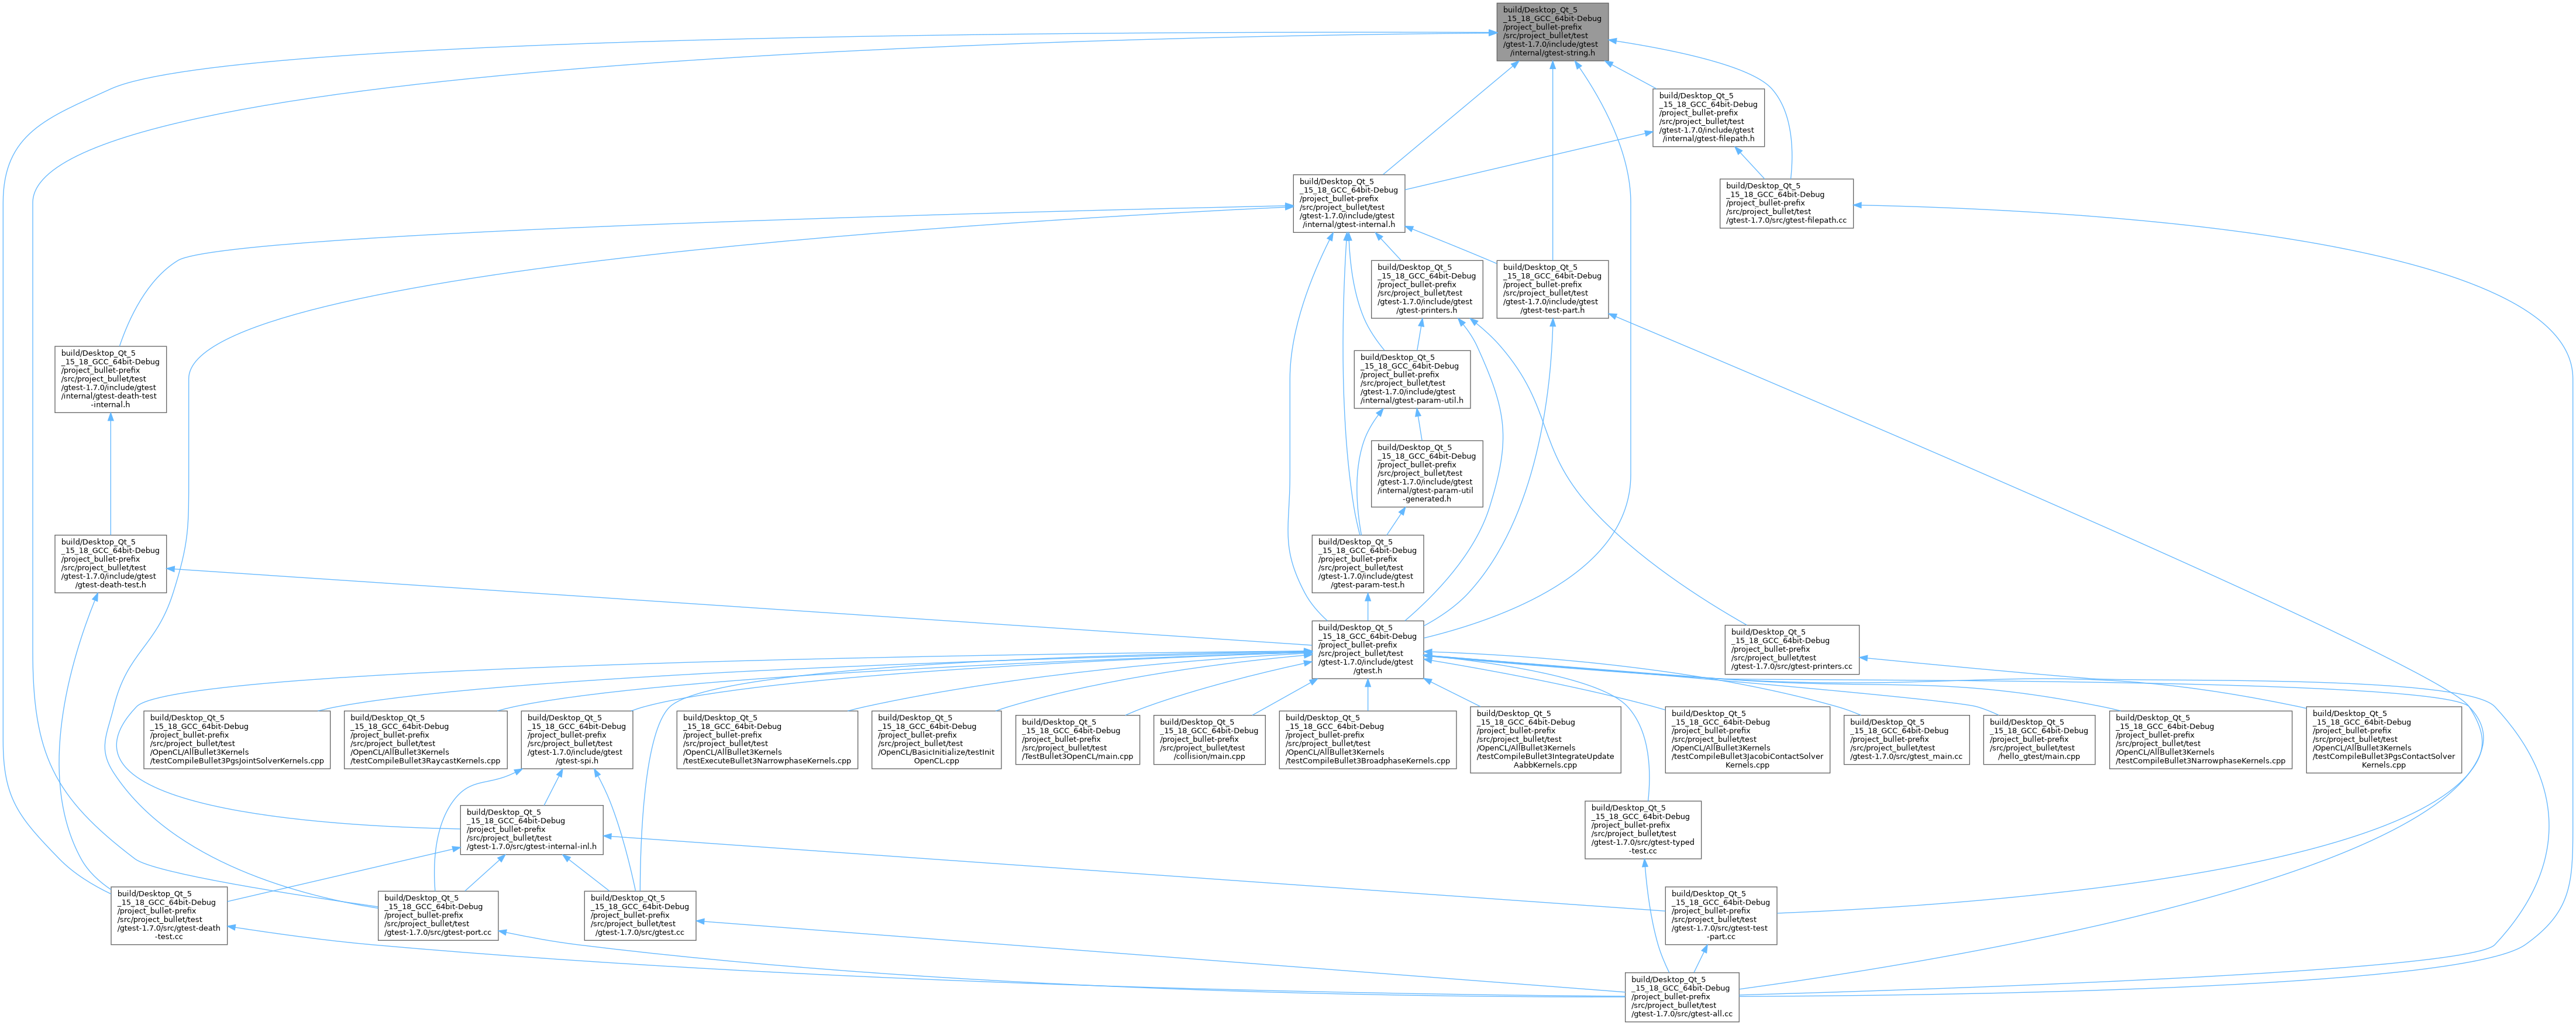 build/Desktop_Qt_5
_15_18_GCC_64bit-Debug
/project_bullet-prefix
/src/project_bullet/test
/gtest-1.7.0/include/gtest
/internal/gtest-string.h
build/Desktop_Qt_5
_15_18_GCC_64bit-Debug
/project_bullet-prefix
/src/project_bullet/test
/gtest-1.7.0/include/gtest
/internal/gtest-filepath.h
build/Desktop_Qt_5
_15_18_GCC_64bit-Debug
/project_bullet-prefix
/src/project_bullet/test
/gtest-1.7.0/include/gtest
/internal/gtest-internal.h
build/Desktop_Qt_5
_15_18_GCC_64bit-Debug
/project_bullet-prefix
/src/project_bullet/test
/gtest-1.7.0/src/gtest-filepath.cc
build/Desktop_Qt_5
_15_18_GCC_64bit-Debug
/project_bullet-prefix
/src/project_bullet/test
/gtest-1.7.0/include/gtest
/gtest-printers.h
build/Desktop_Qt_5
_15_18_GCC_64bit-Debug
/project_bullet-prefix
/src/project_bullet/test
/gtest-1.7.0/include/gtest
/gtest-test-part.h
build/Desktop_Qt_5
_15_18_GCC_64bit-Debug
/project_bullet-prefix
/src/project_bullet/test
/gtest-1.7.0/include/gtest
/internal/gtest-death-test
-internal.h
build/Desktop_Qt_5
_15_18_GCC_64bit-Debug
/project_bullet-prefix
/src/project_bullet/test
/gtest-1.7.0/include/gtest
/internal/gtest-param-util.h
build/Desktop_Qt_5
_15_18_GCC_64bit-Debug
/project_bullet-prefix
/src/project_bullet/test
/gtest-1.7.0/include/gtest
/internal/gtest-param-util
-generated.h
build/Desktop_Qt_5
_15_18_GCC_64bit-Debug
/project_bullet-prefix
/src/project_bullet/test
/gtest-1.7.0/include/gtest
/gtest-death-test.h
build/Desktop_Qt_5
_15_18_GCC_64bit-Debug
/project_bullet-prefix
/src/project_bullet/test
/gtest-1.7.0/include/gtest
/gtest-param-test.h
build/Desktop_Qt_5
_15_18_GCC_64bit-Debug
/project_bullet-prefix
/src/project_bullet/test
/gtest-1.7.0/include/gtest
/gtest.h
build/Desktop_Qt_5
_15_18_GCC_64bit-Debug
/project_bullet-prefix
/src/project_bullet/test
/gtest-1.7.0/src/gtest-printers.cc
build/Desktop_Qt_5
_15_18_GCC_64bit-Debug
/project_bullet-prefix
/src/project_bullet/test
/OpenCL/AllBullet3Kernels
/testCompileBullet3PgsJointSolverKernels.cpp
build/Desktop_Qt_5
_15_18_GCC_64bit-Debug
/project_bullet-prefix
/src/project_bullet/test
/OpenCL/AllBullet3Kernels
/testCompileBullet3RaycastKernels.cpp
build/Desktop_Qt_5
_15_18_GCC_64bit-Debug
/project_bullet-prefix
/src/project_bullet/test
/gtest-1.7.0/include/gtest
/gtest-spi.h
build/Desktop_Qt_5
_15_18_GCC_64bit-Debug
/project_bullet-prefix
/src/project_bullet/test
/OpenCL/AllBullet3Kernels
/testExecuteBullet3NarrowphaseKernels.cpp
build/Desktop_Qt_5
_15_18_GCC_64bit-Debug
/project_bullet-prefix
/src/project_bullet/test
/OpenCL/BasicInitialize/testInit
OpenCL.cpp
build/Desktop_Qt_5
_15_18_GCC_64bit-Debug
/project_bullet-prefix
/src/project_bullet/test
/TestBullet3OpenCL/main.cpp
build/Desktop_Qt_5
_15_18_GCC_64bit-Debug
/project_bullet-prefix
/src/project_bullet/test
/collision/main.cpp
build/Desktop_Qt_5
_15_18_GCC_64bit-Debug
/project_bullet-prefix
/src/project_bullet/test
/OpenCL/AllBullet3Kernels
/testCompileBullet3BroadphaseKernels.cpp
build/Desktop_Qt_5
_15_18_GCC_64bit-Debug
/project_bullet-prefix
/src/project_bullet/test
/OpenCL/AllBullet3Kernels
/testCompileBullet3IntegrateUpdate
AabbKernels.cpp
build/Desktop_Qt_5
_15_18_GCC_64bit-Debug
/project_bullet-prefix
/src/project_bullet/test
/OpenCL/AllBullet3Kernels
/testCompileBullet3JacobiContactSolver
Kernels.cpp
build/Desktop_Qt_5
_15_18_GCC_64bit-Debug
/project_bullet-prefix
/src/project_bullet/test
/gtest-1.7.0/src/gtest_main.cc
build/Desktop_Qt_5
_15_18_GCC_64bit-Debug
/project_bullet-prefix
/src/project_bullet/test
/hello_gtest/main.cpp
build/Desktop_Qt_5
_15_18_GCC_64bit-Debug
/project_bullet-prefix
/src/project_bullet/test
/OpenCL/AllBullet3Kernels
/testCompileBullet3NarrowphaseKernels.cpp
build/Desktop_Qt_5
_15_18_GCC_64bit-Debug
/project_bullet-prefix
/src/project_bullet/test
/OpenCL/AllBullet3Kernels
/testCompileBullet3PgsContactSolver
Kernels.cpp
build/Desktop_Qt_5
_15_18_GCC_64bit-Debug
/project_bullet-prefix
/src/project_bullet/test
/gtest-1.7.0/src/gtest-internal-inl.h
build/Desktop_Qt_5
_15_18_GCC_64bit-Debug
/project_bullet-prefix
/src/project_bullet/test
/gtest-1.7.0/src/gtest-typed
-test.cc
build/Desktop_Qt_5
_15_18_GCC_64bit-Debug
/project_bullet-prefix
/src/project_bullet/test
/gtest-1.7.0/src/gtest-death
-test.cc
build/Desktop_Qt_5
_15_18_GCC_64bit-Debug
/project_bullet-prefix
/src/project_bullet/test
/gtest-1.7.0/src/gtest-port.cc
build/Desktop_Qt_5
_15_18_GCC_64bit-Debug
/project_bullet-prefix
/src/project_bullet/test
/gtest-1.7.0/src/gtest.cc
build/Desktop_Qt_5
_15_18_GCC_64bit-Debug
/project_bullet-prefix
/src/project_bullet/test
/gtest-1.7.0/src/gtest-test
-part.cc
build/Desktop_Qt_5
_15_18_GCC_64bit-Debug
/project_bullet-prefix
/src/project_bullet/test
/gtest-1.7.0/src/gtest-all.cc